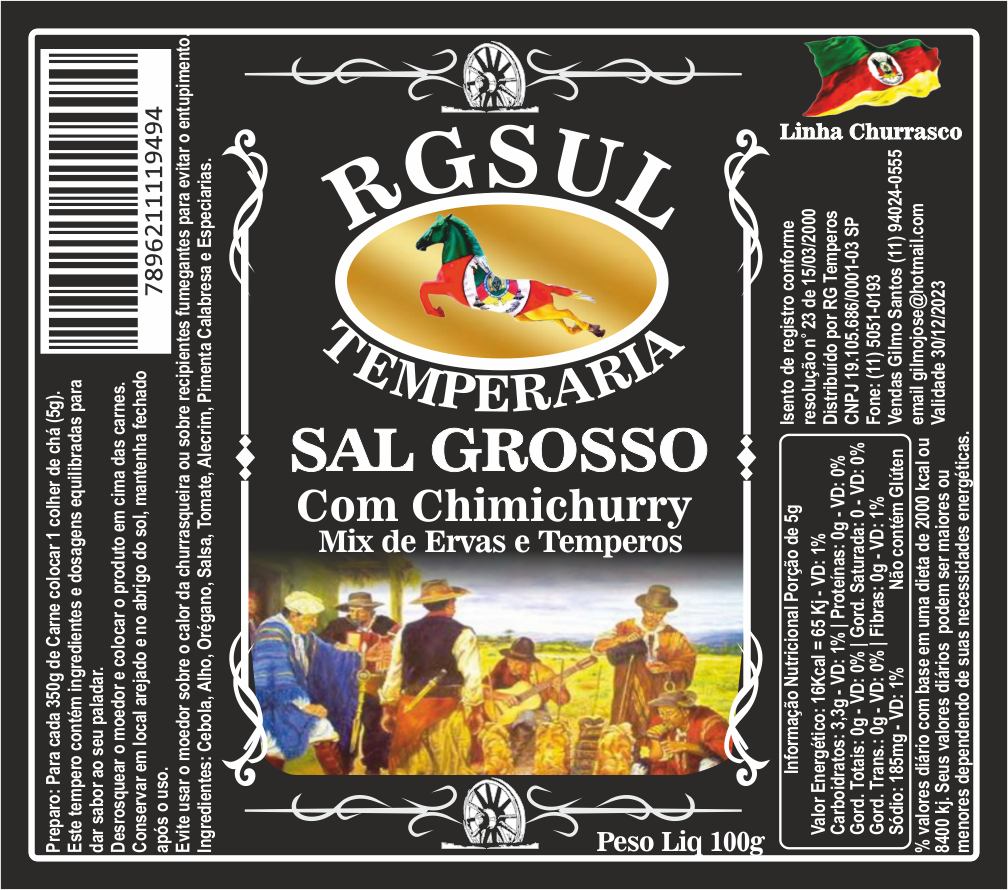 RGSUL
TEMPERARIA
SAL GROSSO
Com Chimichurry
Mix de Ervas e Temperos
Peso Liq 100g
7896211119494
Preparo: Para cada 350g de Carne colocar 1 colher de chá (5g).
Este tempero contém ingredientes e dosagens equilibradas para
dar sabor ao seu paladar.
Desrosquear o moedor e colocar o produto em cima das carnes.
Conservar em local arejado e no abrigo do sol, mantenha fechado
após o uso.
Evite usar o moedor sobre o calor da churrasqueira ou sobre recipientes fumegantes para evitar o entupimento.
Ingredientes: Cebola, Alho, Orégano, Salsa, Tomate, Alecrim, Pimenta Calabresa e Especiarias.
Linha Churrasco
Isento de registro conforme
resolução n° 23 de 15/03/2000
Distribuído por RG Temperos
CNPJ 19.105.686/0001-03 SP
Fone: (11) 5051-0193
Vendas Gilmo Santos (11) 94024-0555
email gilmojose@hotmail.com
Validade 30/12/2023
Informação Nutricional Porção de 5g
Valor Energético: 16Kcal = 65 Kj - VD: 1%
Carboidratos: 3,3g - VD: 1% | Proteinas: 0g - VD: 0%
Gord. Totais: 0g - VD: 0% | Gord. Saturada: 0 - VD: 0%
Gord. Trans.: 0g - VD: 0% | Fibras: 0g - VD: 1%
Sódio: 185mg - VD: 1% Não contém Glúten
% valores diário com base em uma dieta de 2000 kcal ou
8400 kj. Seus valores diários podem ser maiores ou
menores dependendo de suas necessidades energéticas.